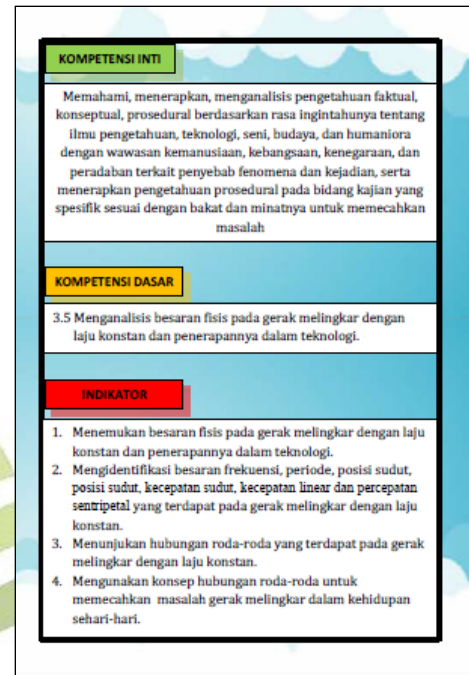 KOMPETENSI INTI
Memahami, menerapkan, menganalisis pengetahuan faktual,
konseptual, prosedural berdasarkan rasa ingintahunya tentang
ilmu pengetahuan, teknologi, seni, budaya, dan humaniora
dengan wawasan kemanusiaan, kebangsaan, kenegaraan, dan
peradaban terkait penyebab fenomena dan kejadian, serta
menerapkan pengetahuan prosedural pada bidang kajian yang
spesifik sesuai dengan bakat dan minatnya untuk memecahkan
masalah
KOMPETENSI DASAR
3.5 Menganalisis besaran fisis pada gerak melingkar dengan
laju konstan dan penerapannya dalam teknologi.
INDIKATOR
1. Menemukan besaran fisis pada gerak melingkar dengan laju
konstan dan penerapannya dalam teknologi.
2. Mengidentifikasi besaran frekuensi, periode, posisi sudut,
posisi sudut, kecepatan sudut, kecepatan linear dan percepatan
sentripetal yang terdapat pada gerak melingkar dengan laju
konstan.
3. Menunjukan hubungan roda-roda yang terdapat pada gerak
melingkar dengan laju konstan.
4. Mengunakan konsep hubungan roda-roda untuk
memecahkan masalah gerak melingkar dalam kehidupan
sehari-hari.